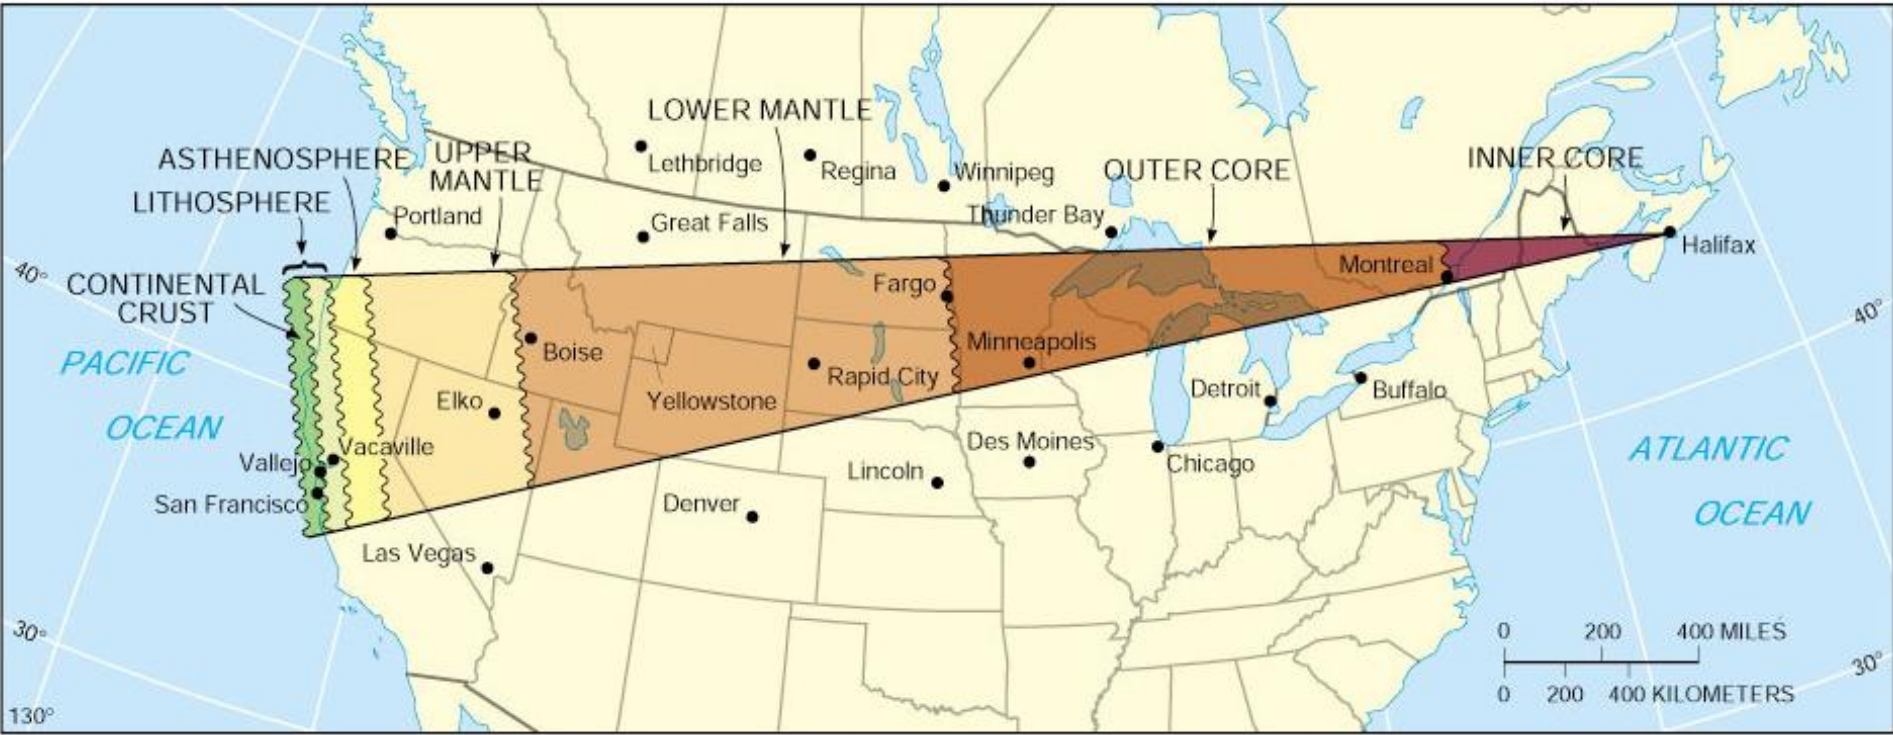 LOWER MANTLE
ASTHENOSPHERE
UPPER
MANTLE
Lethbridge
Regina
Winnipeg
OUTER CORE
INNER CORE
LITHOSPHERE
Portland
Great Falls
Thunder Bay
Halifax
40°
CONTINENTAL
CRUST
Fargo
Montreal
40°
PACIFIC
OCEAN
Boise
Minneapolis
Rapid City
Elko
Yellowstone
Detroit
Buffalo
Vallejo
Vacaville
Des Moines
Chicago
ATLANTIC
OCEAN
San Francisco
Lincoln
Denver
Las Vegas
30°
0 200 400 MILES
0 200 400 KILOMETERS
30°
130°